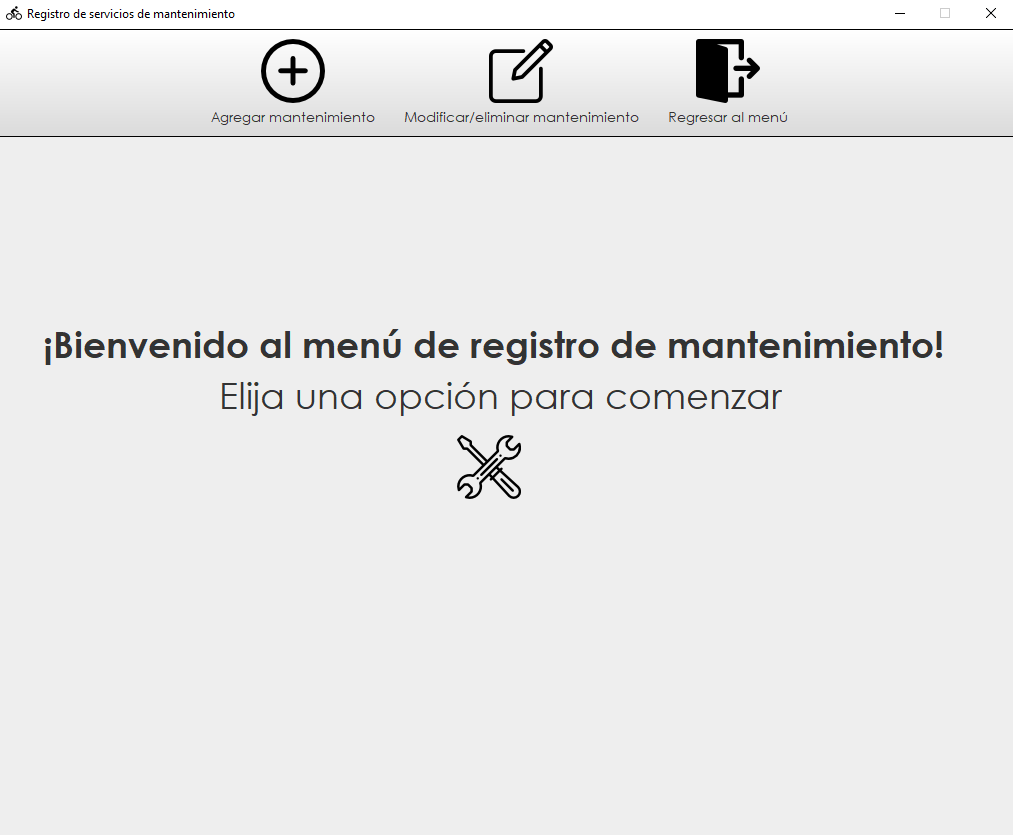 Registro de servicios de mantenimiento
Agregar mantenimiento Modificar/eliminar mantenimiento Regresar al menú
¡Bienvenido al menú de registro de mantenimiento!
Elija una opción para comenzar